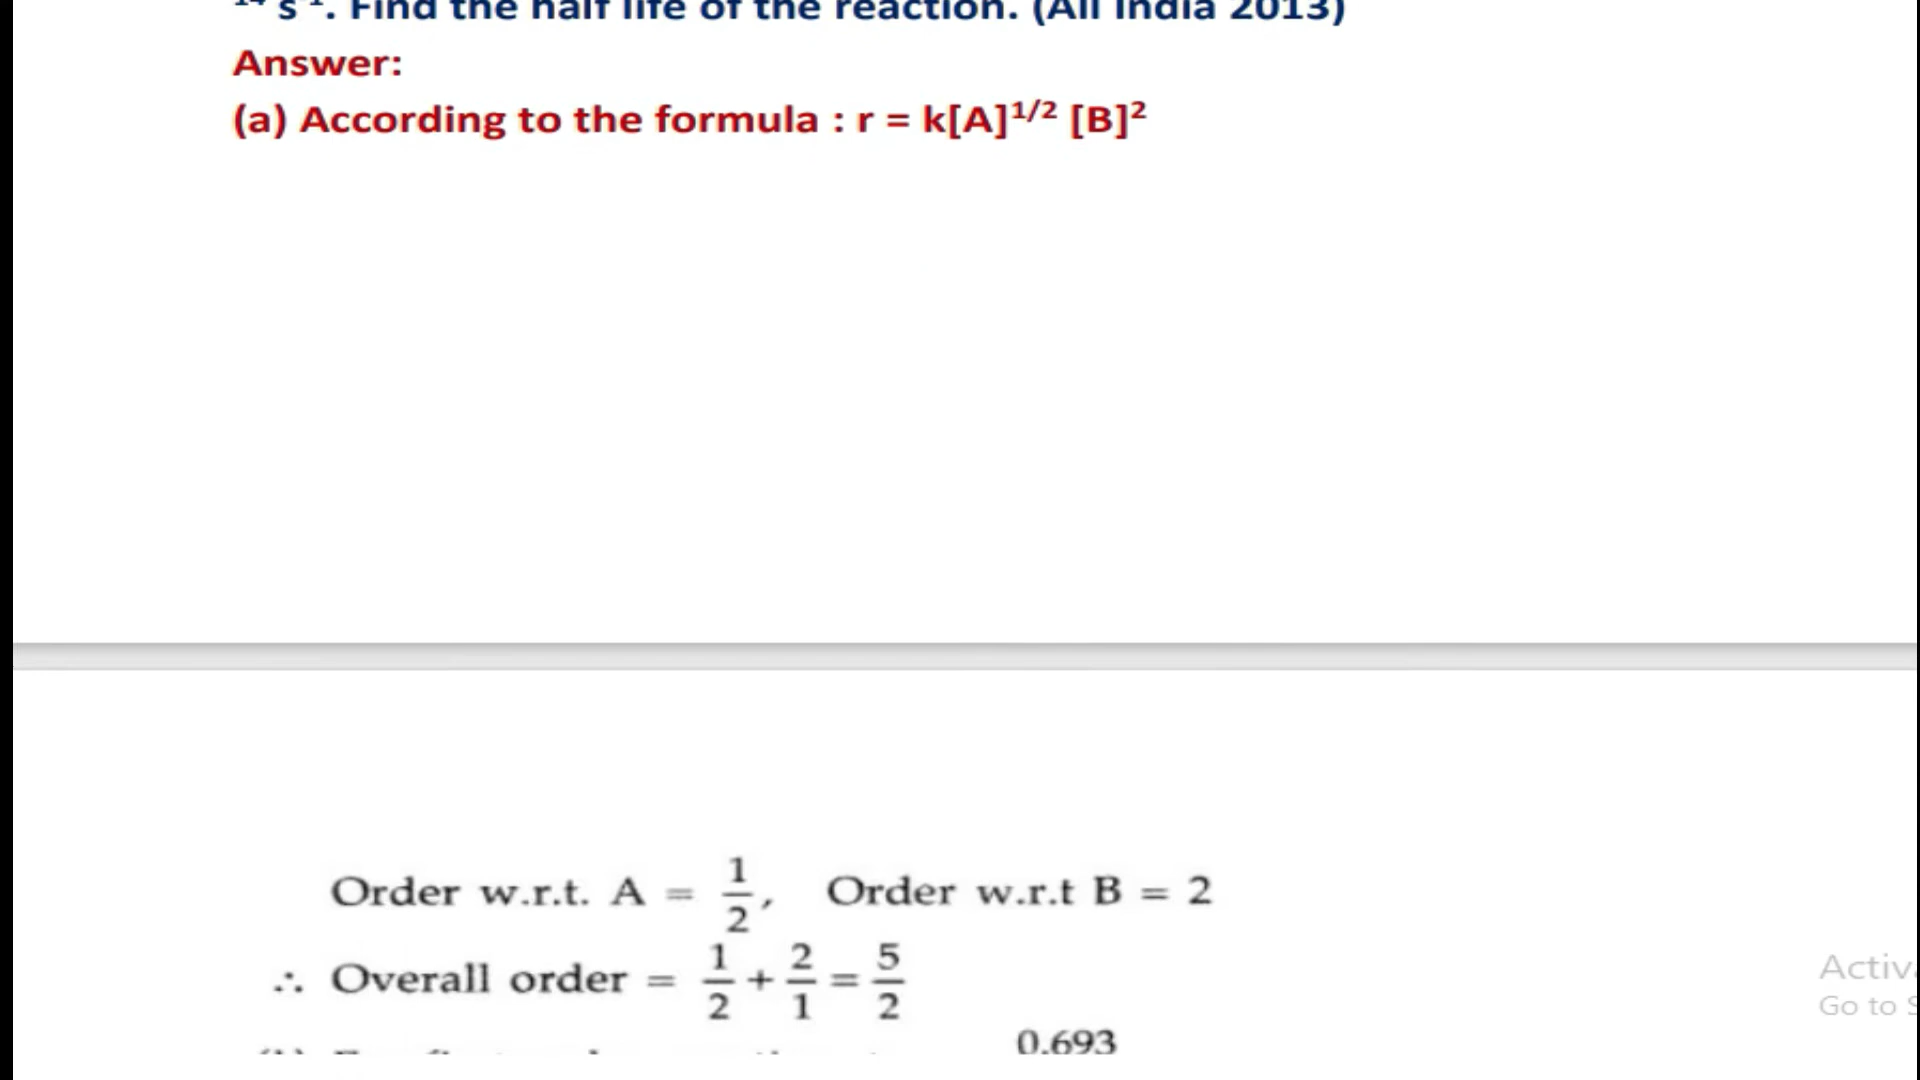 s⁻¹. Find the half life of the reaction. (All India 2013)
Answer:
(a) According to the formula : r = k[A]¹/² [B]²
Order w.r.t. A = 1/2, Order w.r.t B = 2
∴ Overall order = 1/2 + 2/1 = 5/2
0.693
Activ
Go to S